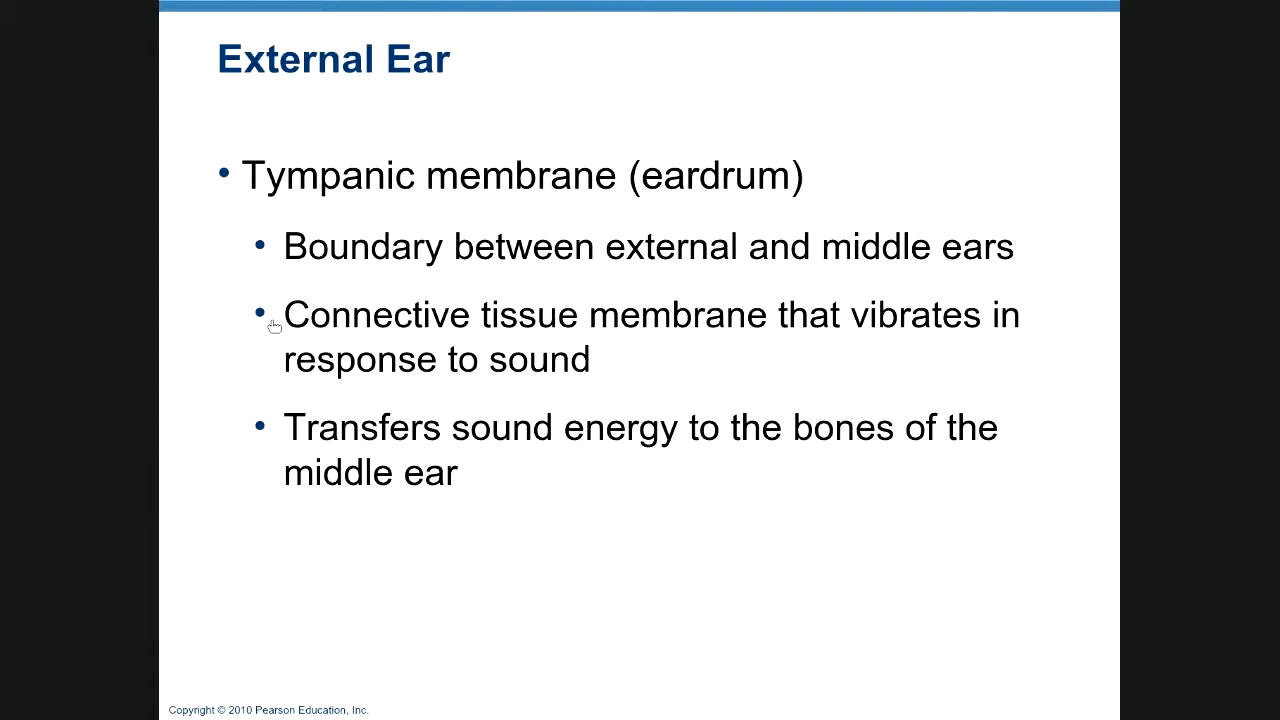 External Ear
• Tympanic membrane (eardrum)
• Boundary between external and middle ears
• Connective tissue membrane that vibrates in
response to sound
• Transfers sound energy to the bones of the
middle ear
Copyright © 2010 Pearson Education, Inc.